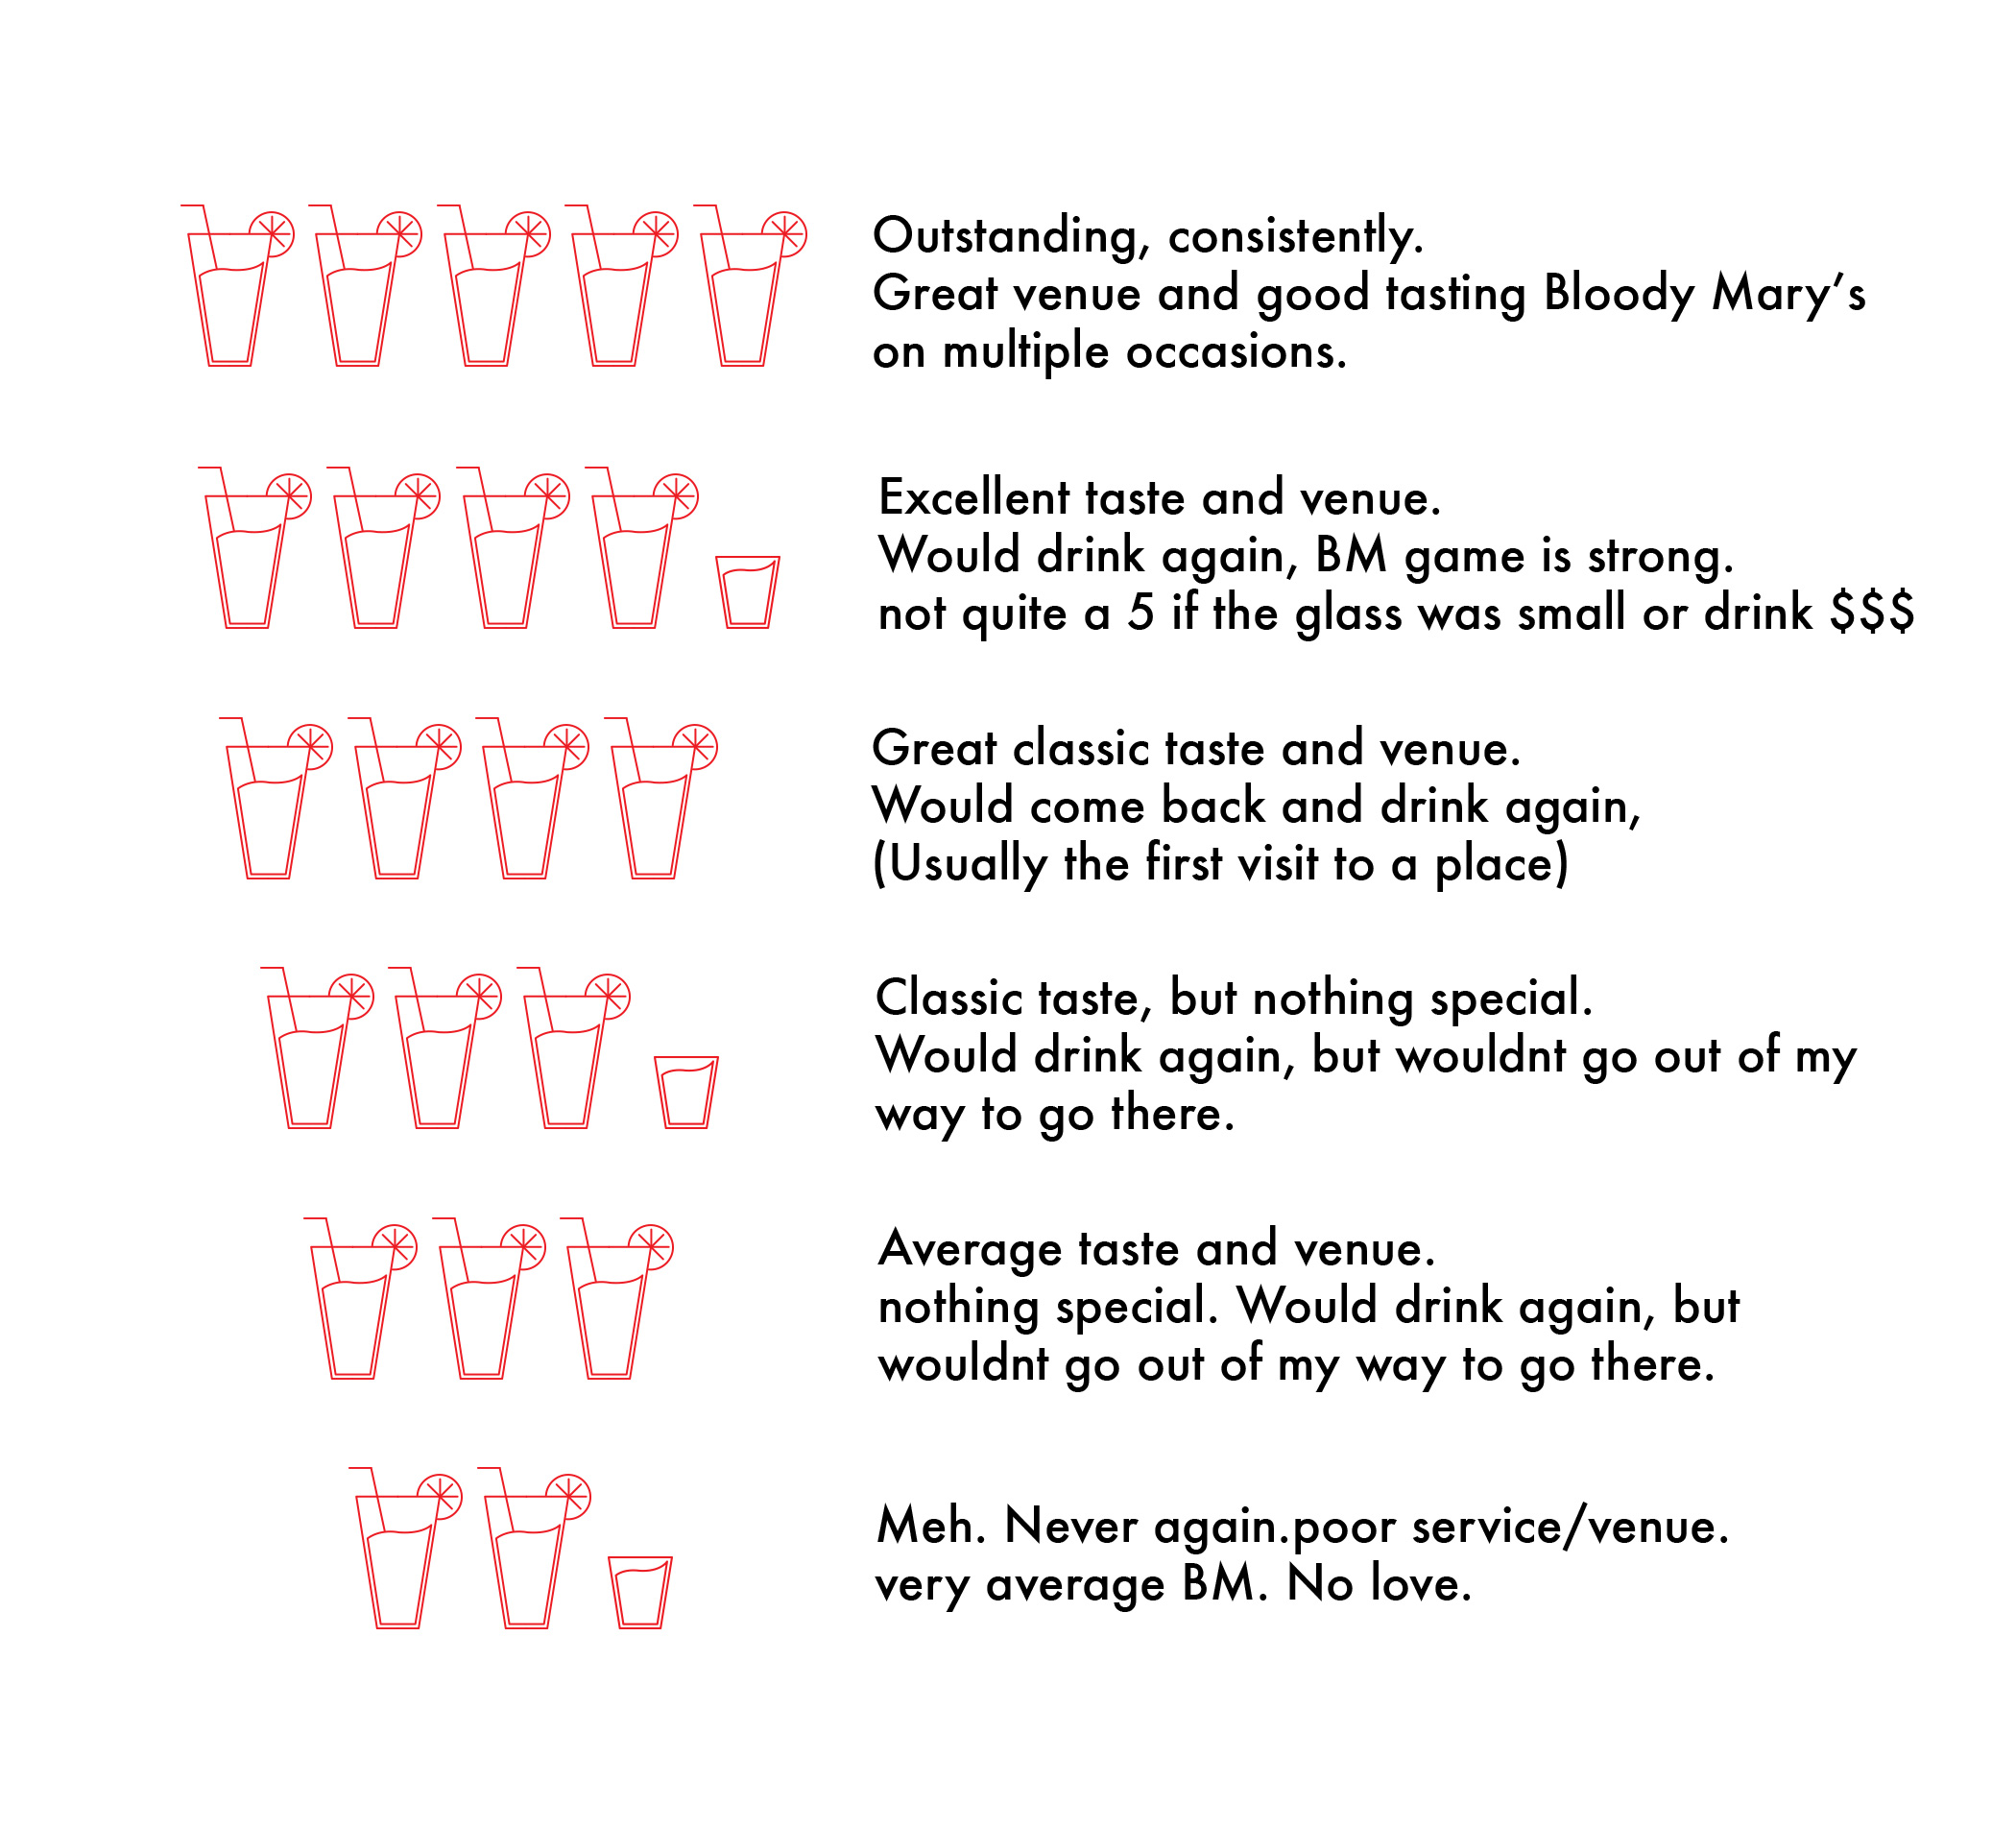 Outstanding, consistently.
Great venue and good tasting Bloody Mary’s
on multiple occasions.
Excellent taste and venue.
Would drink again, BM game is strong.
not quite a 5 if the glass was small or drink $$$
Great classic taste and venue.
Would come back and drink again,
(Usually the first visit to a place)
Classic taste, but nothing special.
Would drink again, but wouldnt go out of my
way to go there.
Average taste and venue.
nothing special. Would drink again, but
wouldnt go out of my way to go there.
Meh. Never again.poor service/venue.
very average BM. No love.